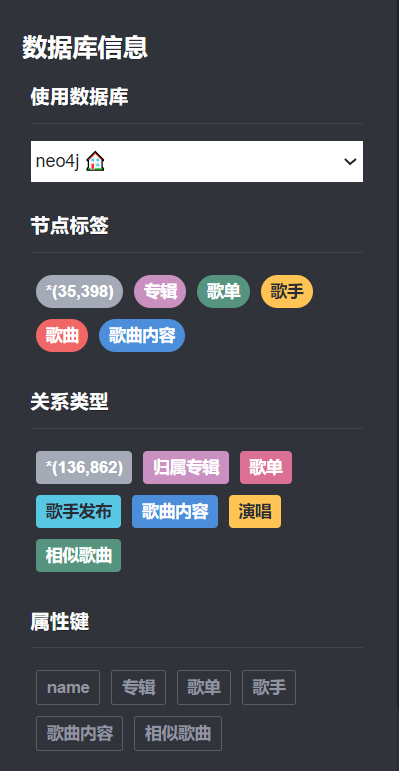 数据库信息
使用数据库
neo4j 🏠
节点标签
*(35,398) 专辑 歌单 歌手
歌曲 歌曲内容
关系类型
*(136,862) 归属专辑 歌单
歌手发布 歌曲内容 演唱
相似歌曲
属性键
name 专辑 歌单 歌手
歌曲内容 相似歌曲